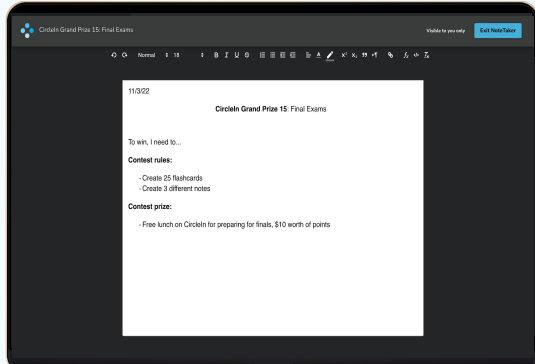 CircleIn Grand Prize 15: Final Exams
Visible to you only
Exit NoteTaker
Normal 18
11/3/22
CircleIn Grand Prize 15: Final Exams
To win, I need to...
Contest rules:
- Create 25 flashcards
- Create 3 different notes
Contest prize:
- Free lunch on CircleIn for preparing for finals, $10 worth of points